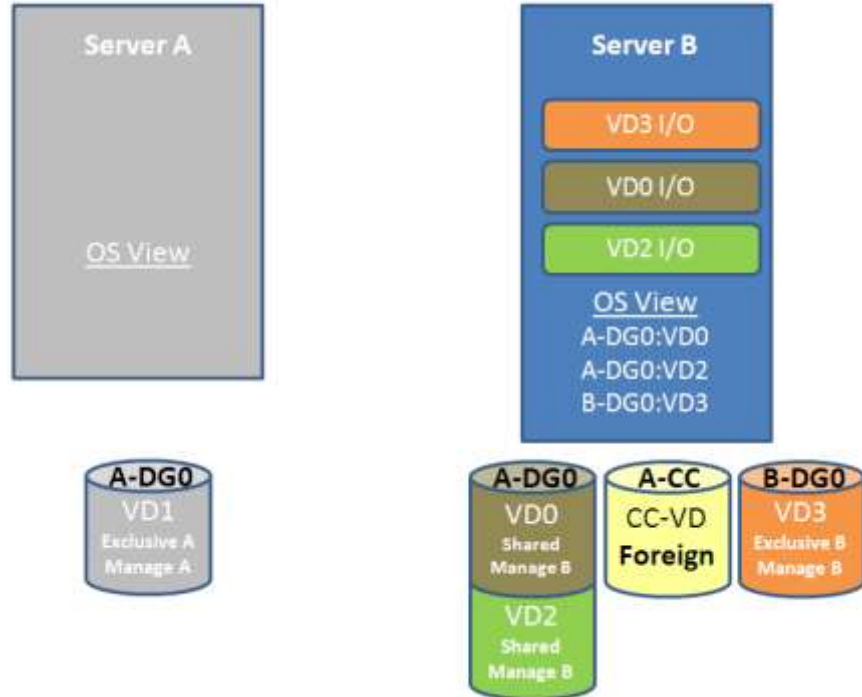 Server A
OS View
Server B
VD3 I/O
VD0 I/O
VD2 I/O
OS View
A-DG0:VD0
A-DG0:VD2
B-DG0:VD3
A-DG0
VD1
Exclusive A
Manage A
A-DG0
VD0
Shared
Manage B
VD2
Shared
Manage B
A-CC
CC-VD
Foreign
B-DG0
VD3
Exclusive B
Manage B